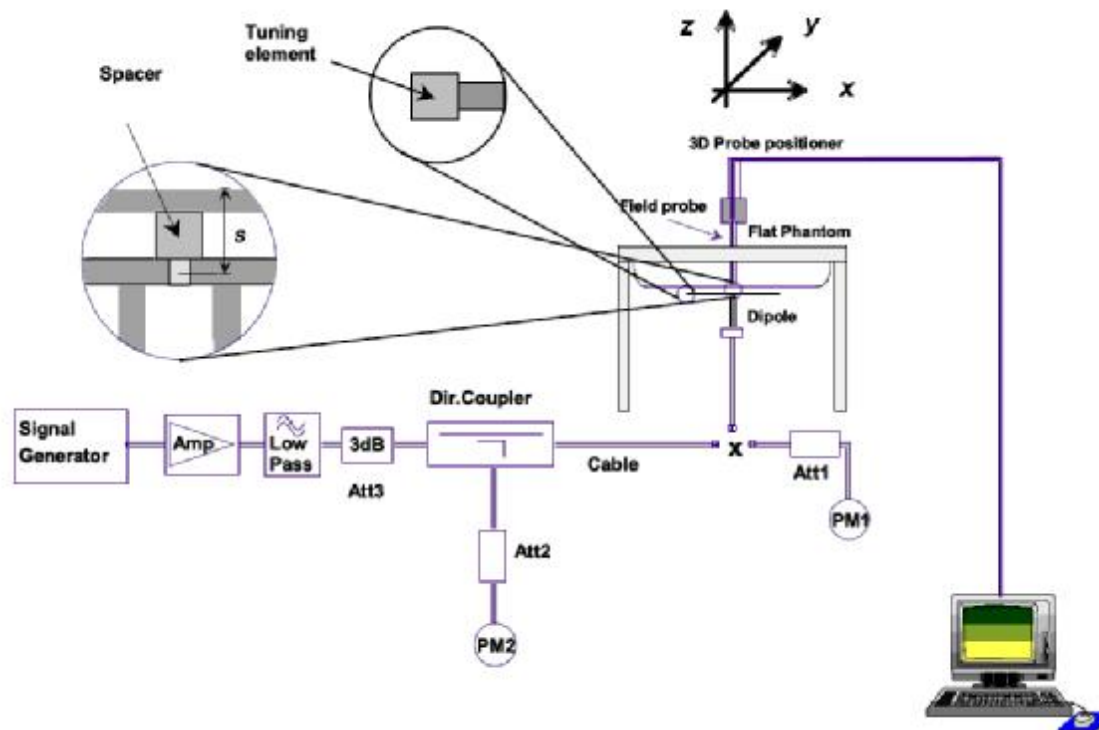 Tuning
element
Spacer
s
z
y
x
3D Probe positioner
Field probe
Flat Phantom
Dipole
Dir.Coupler
Signal
Generator
Amp
Low
Pass
3dB
Att3
Cable
x
Att1
PM1
Att2
PM2